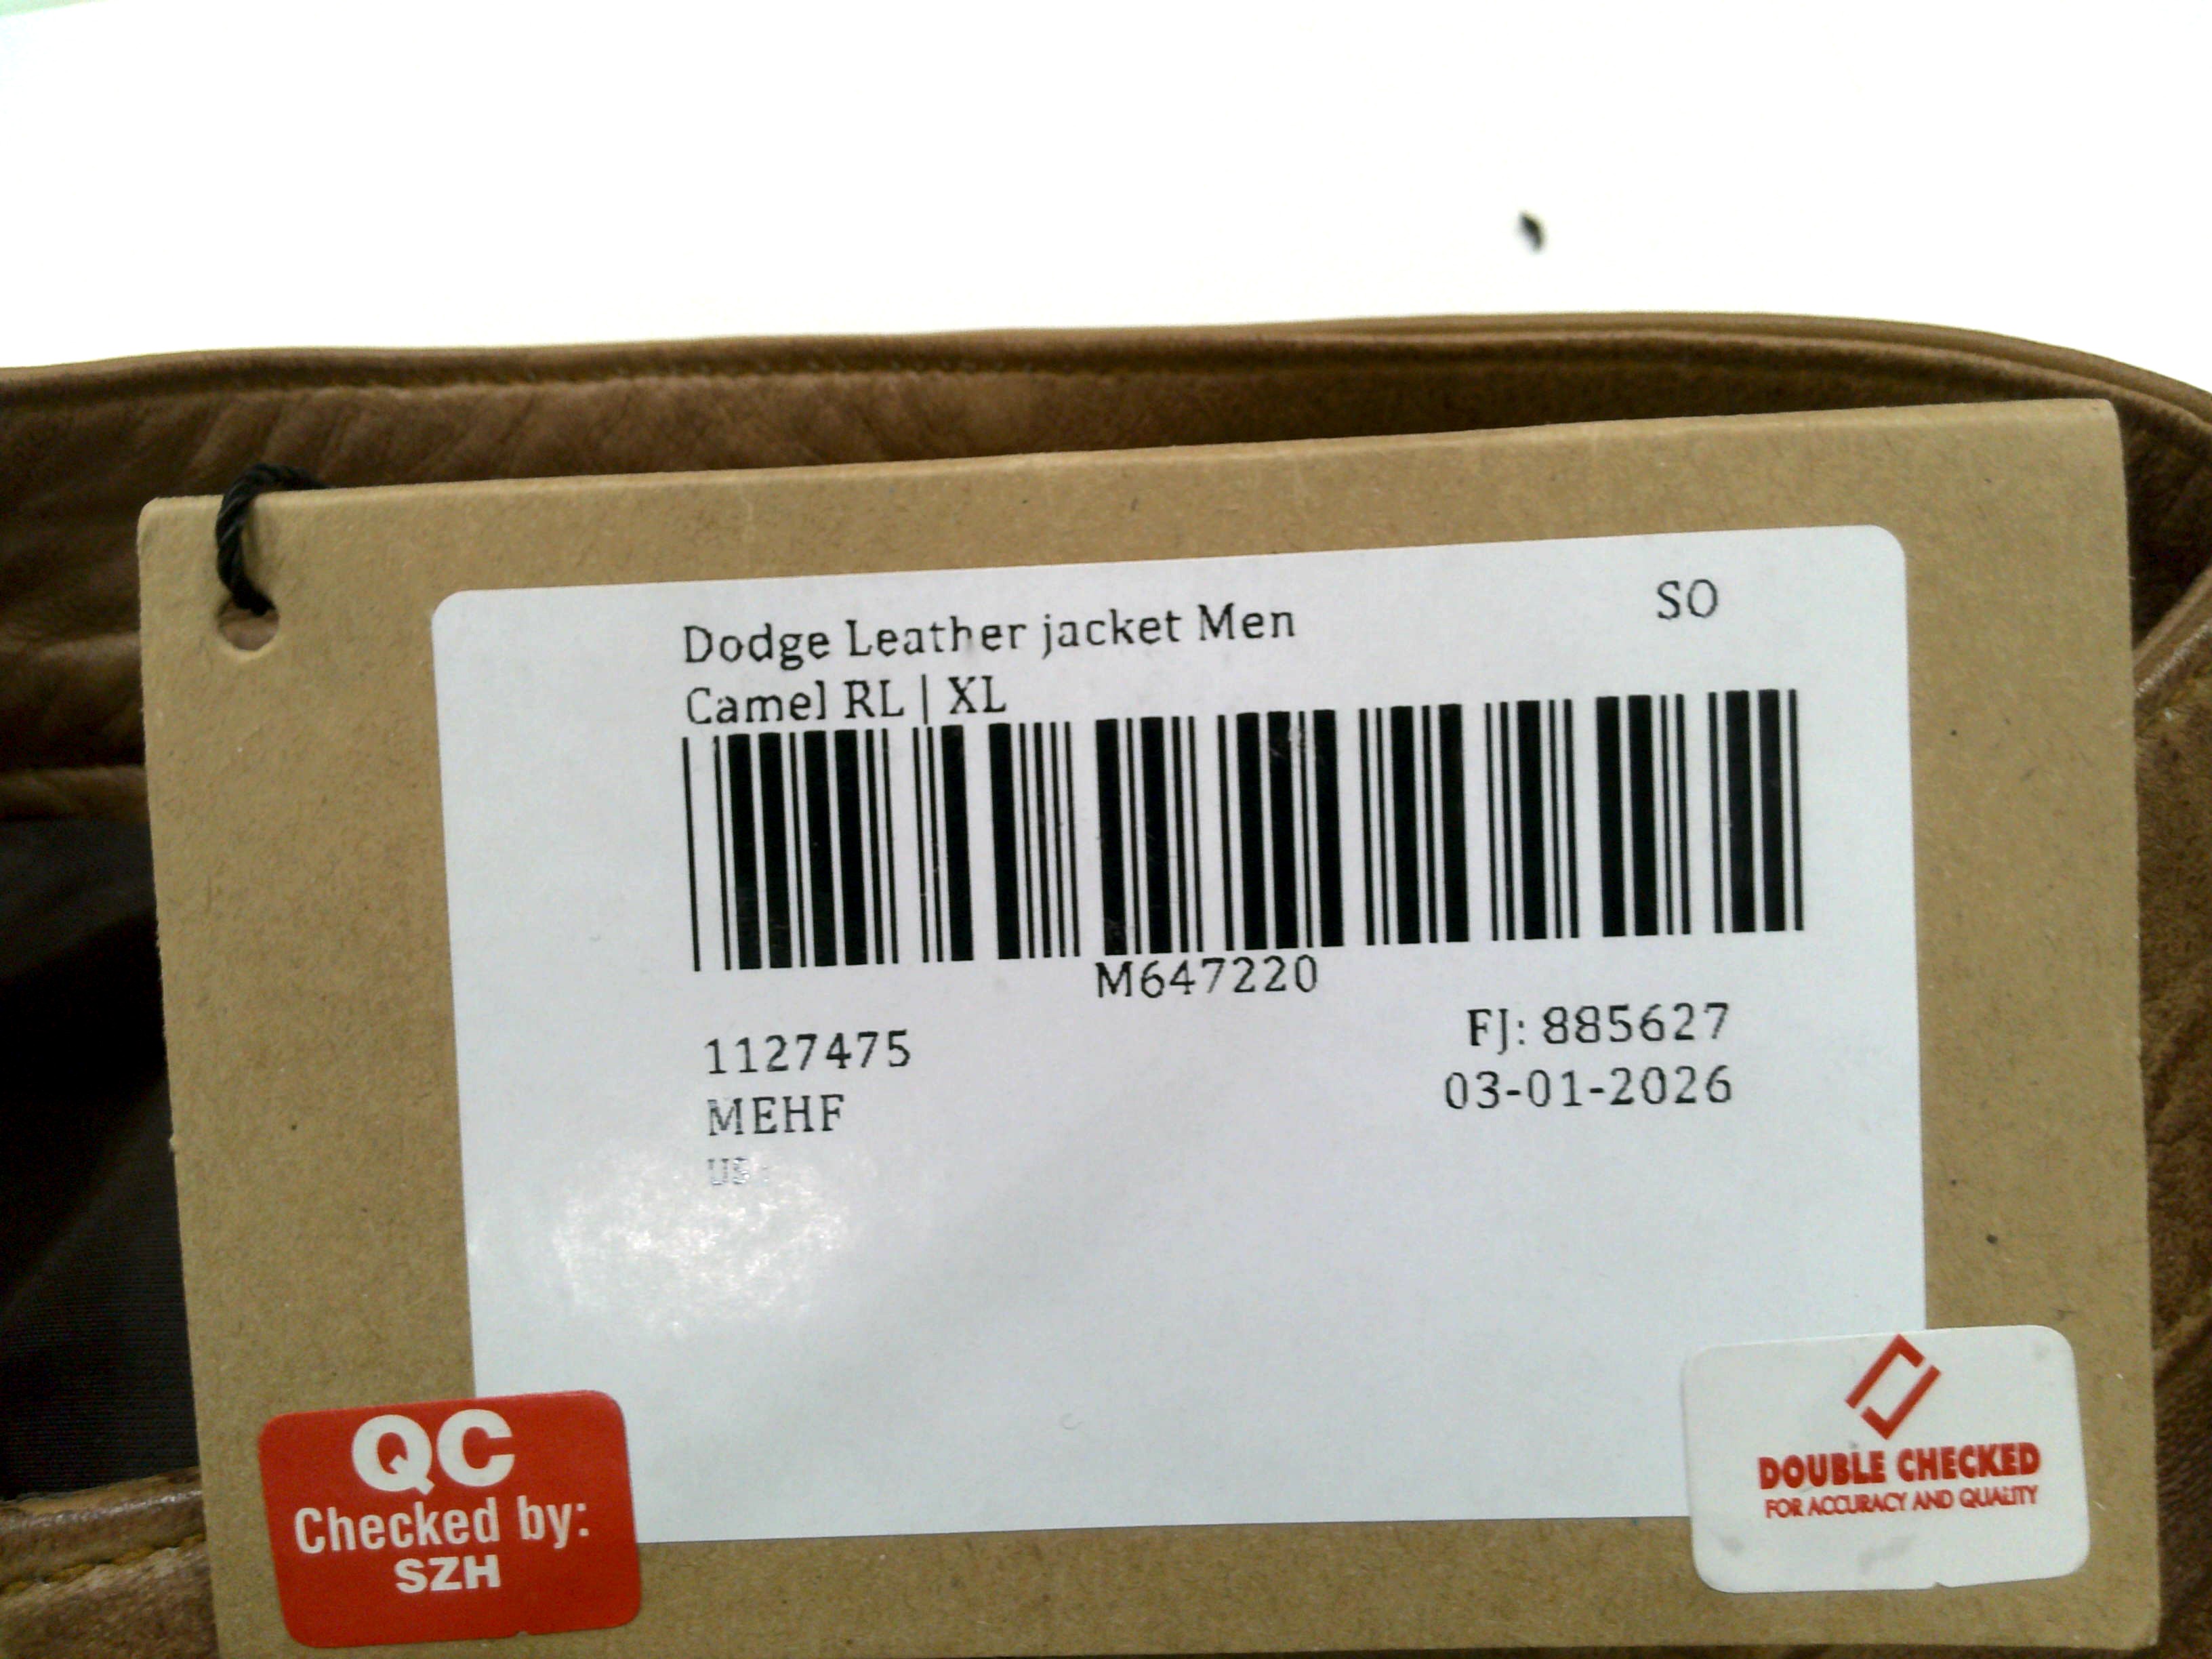 Dodge Leather jacket Men
SO
Camel RL | XL
M647220
1127475
FJ: 885627
MEHF
03-01-2026
US:
QC
Checked by:
SZH
DOUBLE CHECKED
FOR ACCURACY AND QUALITY